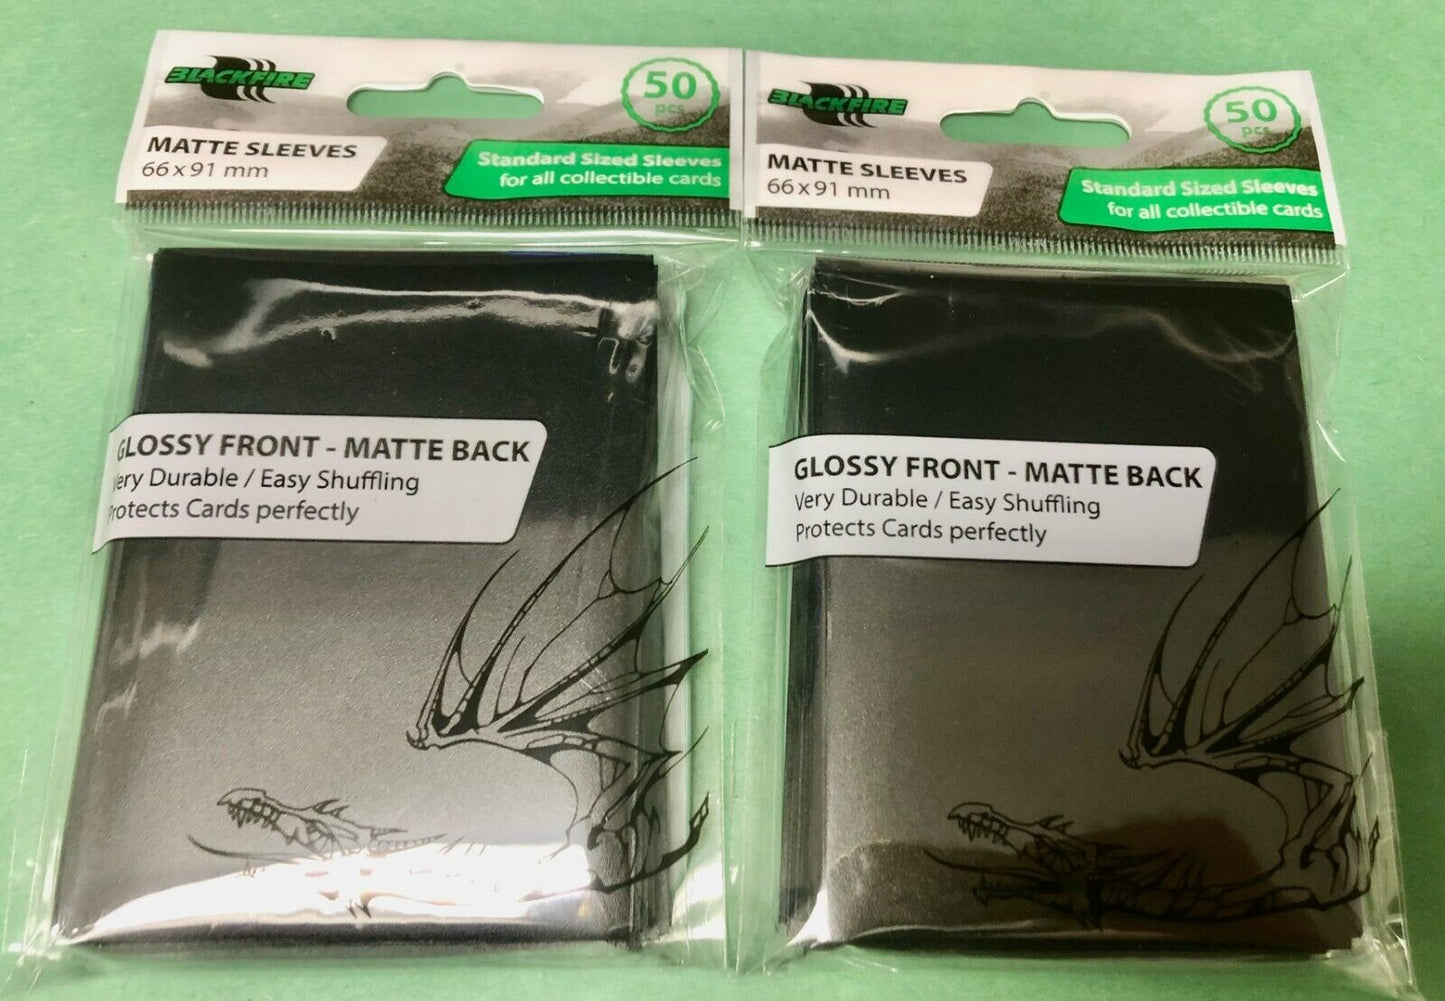 BLACKFIRE
50
pcs
MATTE SLEEVES
66 x 91 mm
Standard Sized Sleeves
for all collectible cards
GLOSSY FRONT - MATTE BACK
Very Durable / Easy Shuffling
Protects Cards perfectly
BLACKFIRE
50
pcs
MATTE SLEEVES
66 x 91 mm
Standard Sized Sleeves
for all collectible cards
GLOSSY FRONT - MATTE BACK
Very Durable / Easy Shuffling
Protects Cards perfectly